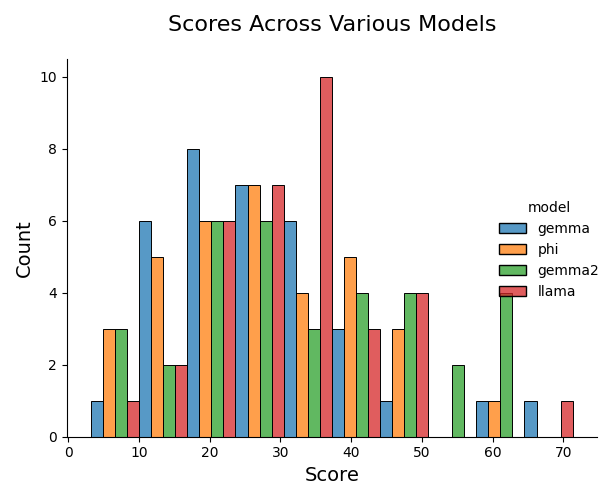 Scores Across Various Models
Count
10
8
6
4
2
0
model
gemma
phi
gemma2
llama
0 10 20 30 40 50 60 70
Score